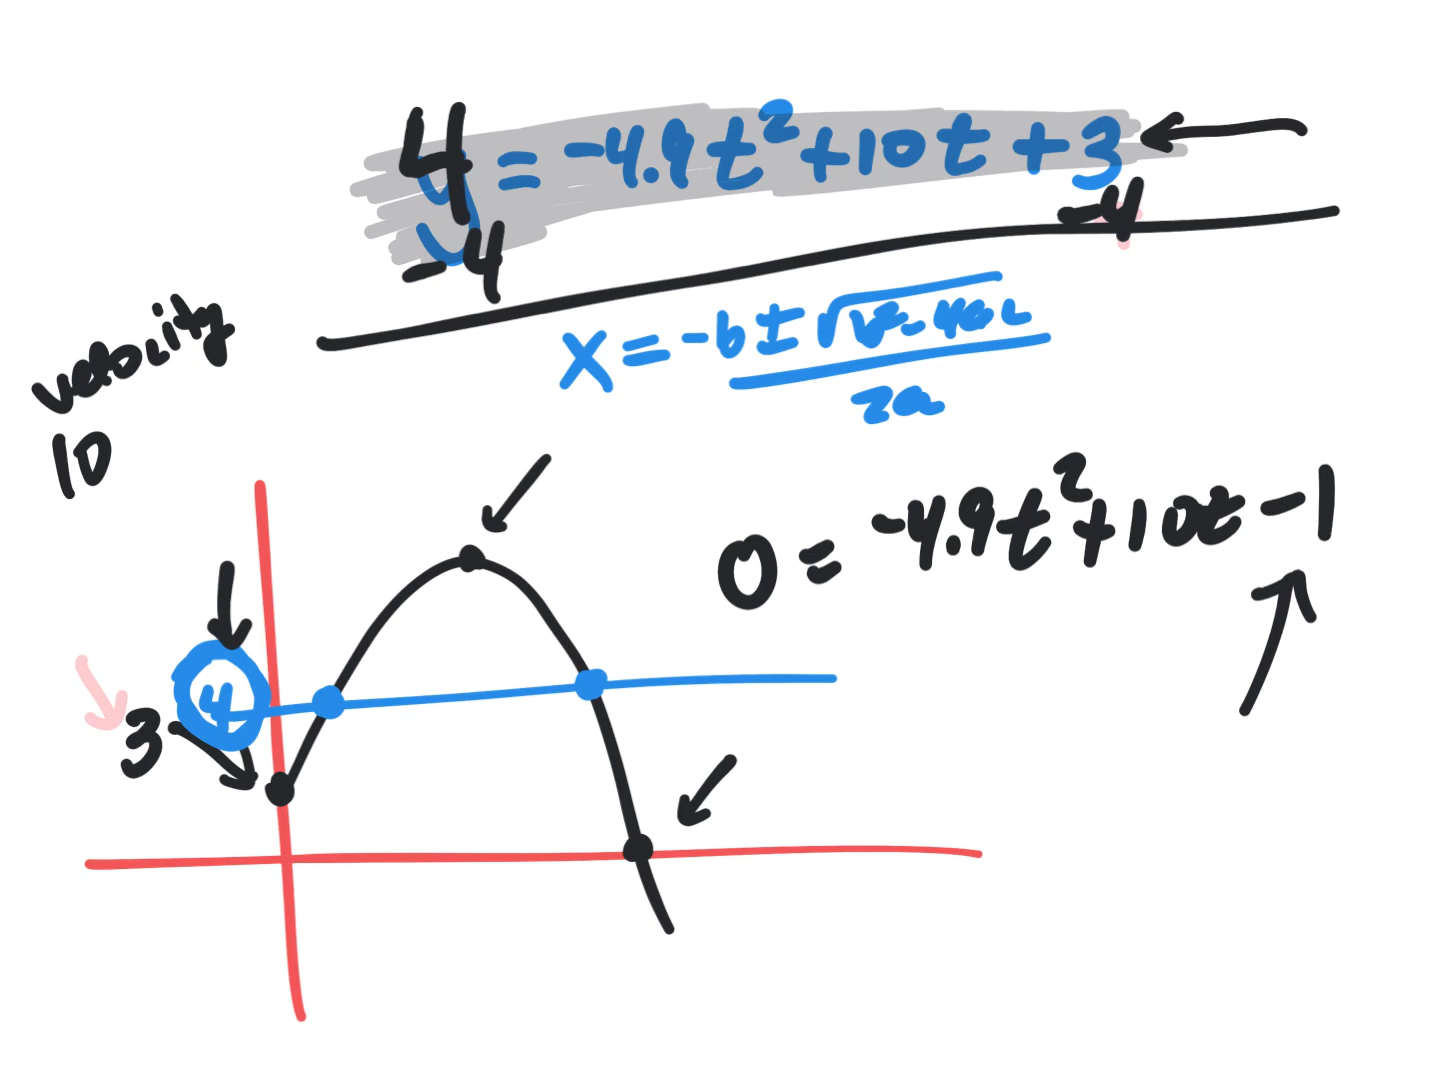 4 = -4.9t²+10t+3
-4 -4
x = -b ± √b²-4ac
2a
velocity
10
0 = -4.9t²+10t-1
4
3